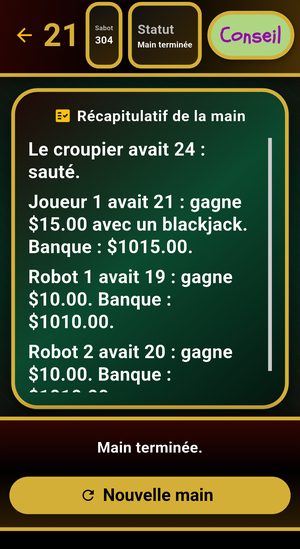 21
Sabot
304
Statut
Main terminée
Conseil
Récapitulatif de la main
Le croupier avait 24 :
sauté.
Joueur 1 avait 21 : gagne
$15.00 avec un blackjack.
Banque : $1015.00.
Robot 1 avait 19 : gagne
$10.00. Banque :
$1010.00.
Robot 2 avait 20 : gagne
$10.00. Banque :
Main terminée.
Nouvelle main